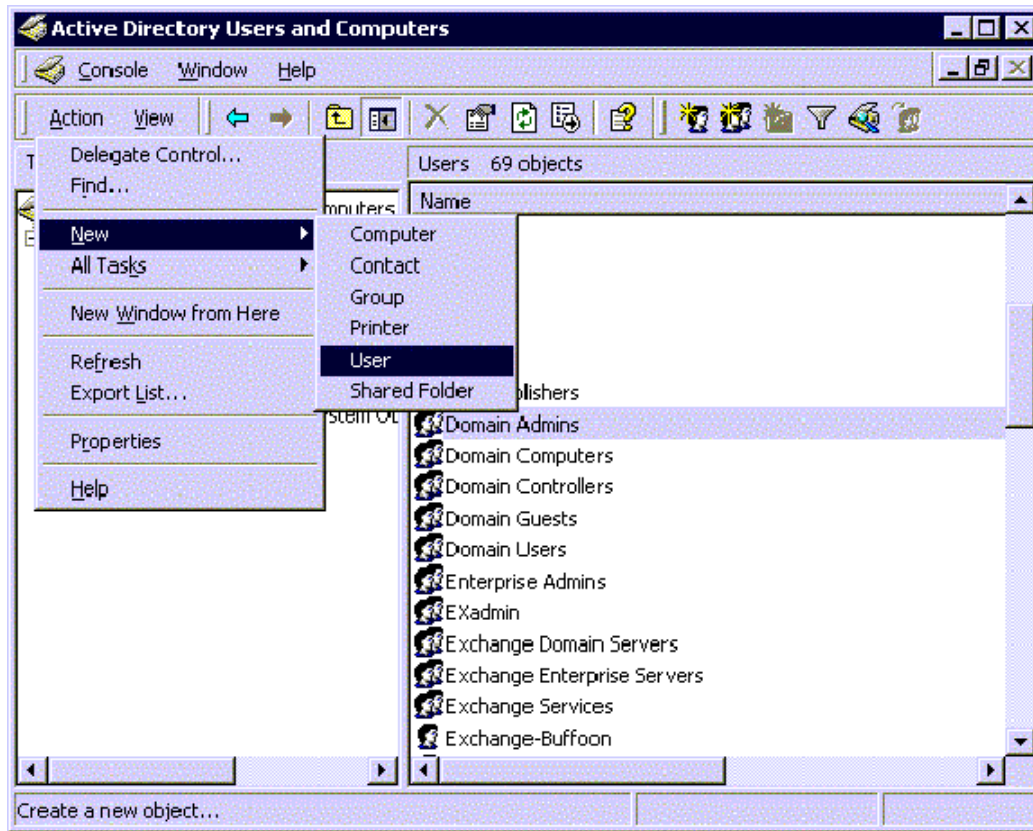 Active Directory Users and Computers
Console Window Help
Action View
Users 69 objects
Delegate Control...
Find...
New
All Tasks
New Window from Here
Refresh
Export List...
Properties
Help
Computer
Contact
Group
Printer
User
Shared Folder
Name
Domain Admins
Domain Computers
Domain Controllers
Domain Guests
Domain Users
Enterprise Admins
EXadmin
Exchange Domain Servers
Exchange Enterprise Servers
Exchange Services
Exchange-Buffoon
Create a new object...